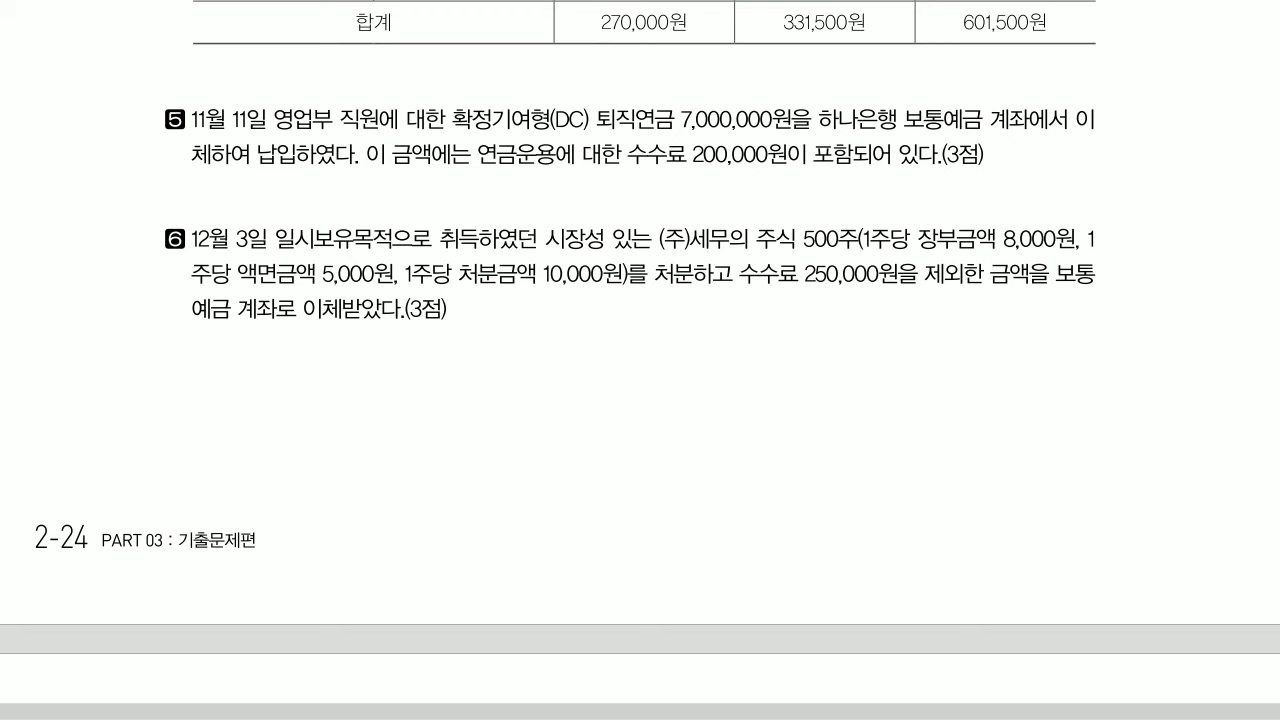 합계 270,000원 331,500원 601,500원
5 11월 11일 영업부 직원에 대한 확정기여형(DC) 퇴직연금 7,000,000원을 하나은행 보통예금 계좌에서 이
체하여 납입하였다. 이 금액에는 연금운용에 대한 수수료 200,000원이 포함되어 있다.(3점)
6 12월 3일 일시보유목적으로 취득하였던 시장성 있는 (주)세무의 주식 500주(1주당 장부금액 8,000원, 1
주당 액면금액 5,000원, 1주당 처분금액 10,000원)를 처분하고 수수료 250,000원을 제외한 금액을 보통
예금 계좌로 이체받았다.(3점)
2-24 PART 03 : 기출문제편